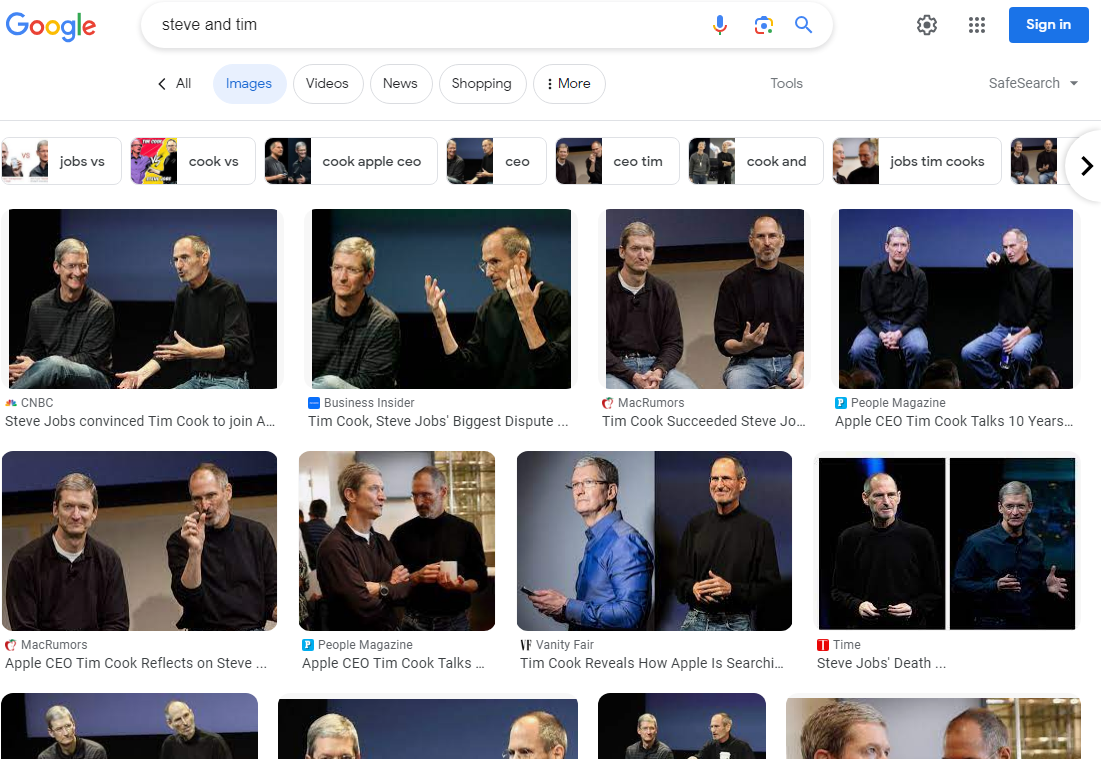 Google
steve and tim
Sign in
All
Images
Videos
News
Shopping
More
Tools
SafeSearch
jobs vs
cook vs
cook apple ceo
ceo
ceo tim
cook and
jobs tim cooks
CNBC
Steve Jobs convinced Tim Cook to join A...
Business Insider
Tim Cook, Steve Jobs' Biggest Dispute ...
MacRumors
Tim Cook Succeeded Steve Jo...
People Magazine
Apple CEO Tim Cook Talks 10 Years...
MacRumors
Apple CEO Tim Cook Reflects on Steve ...
People Magazine
Apple CEO Tim Cook Talks ...
Vanity Fair
Tim Cook Reveals How Apple Is Searchi...
Time
Steve Jobs' Death ...